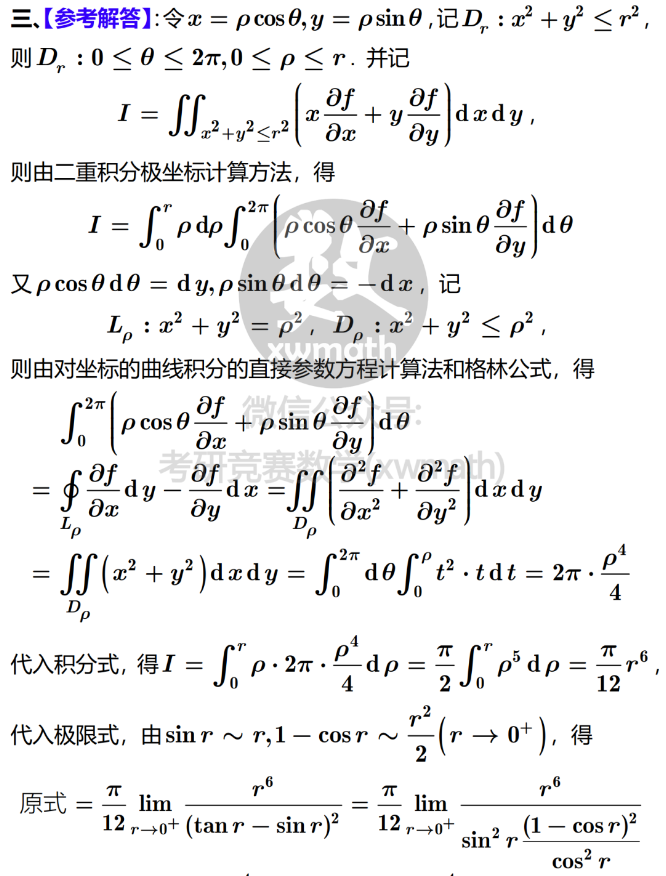 三、【参考解答】:令 x = ρ cos θ, y = ρ sin θ ,记 D_r : x² + y² ≤ r² ,
则 D_r : 0 ≤ θ ≤ 2π, 0 ≤ ρ ≤ r . 并记
I = ∬_{x²+y²≤r²} ( x ∂f/∂x + y ∂f/∂y ) dx dy ,
则由二重积分极坐标计算方法，得
I = ∫_0^r ρ dρ ∫_0^{2π} ( ρ cos θ ∂f/∂x + ρ sin θ ∂f/∂y ) dθ
又 ρ cos θ dθ = dy, ρ sin θ dθ = −dx ，记
L_ρ : x² + y² = ρ² ，D_ρ : x² + y² ≤ ρ² ，
xwmath
则由对坐标的曲线积分的直接参数方程计算法和格林公式，得
微信公众号:
∫_0^{2π} ( ρ cos θ ∂f/∂x + ρ sin θ ∂f/∂y ) dθ
考研竞赛数学(xwmath)
= ∮_{L_ρ} ∂f/∂x dy − ∂f/∂y dx = ∬_{D_ρ} ( ∂²f/∂x² + ∂²f/∂y² ) dx dy
= ∬_{D_ρ} ( x² + y² ) dx dy = ∫_0^{2π} dθ ∫_0^ρ t² · t dt = 2π · ρ⁴/4
代入积分式，得 I = ∫_0^r ρ · 2π · ρ⁴/4 dρ = π/2 ∫_0^r ρ⁵ dρ = π/12 r⁶ ,
代入极限式，由 sin r ∼ r, 1 − cos r ∼ r²/2 ( r → 0⁺ ) ，得
原式 = π/12 lim_{r→0⁺} r⁶/(tan r − sin r)² = π/12 lim_{r→0⁺} r⁶/( sin² r (1 − cos r)²/cos² r )